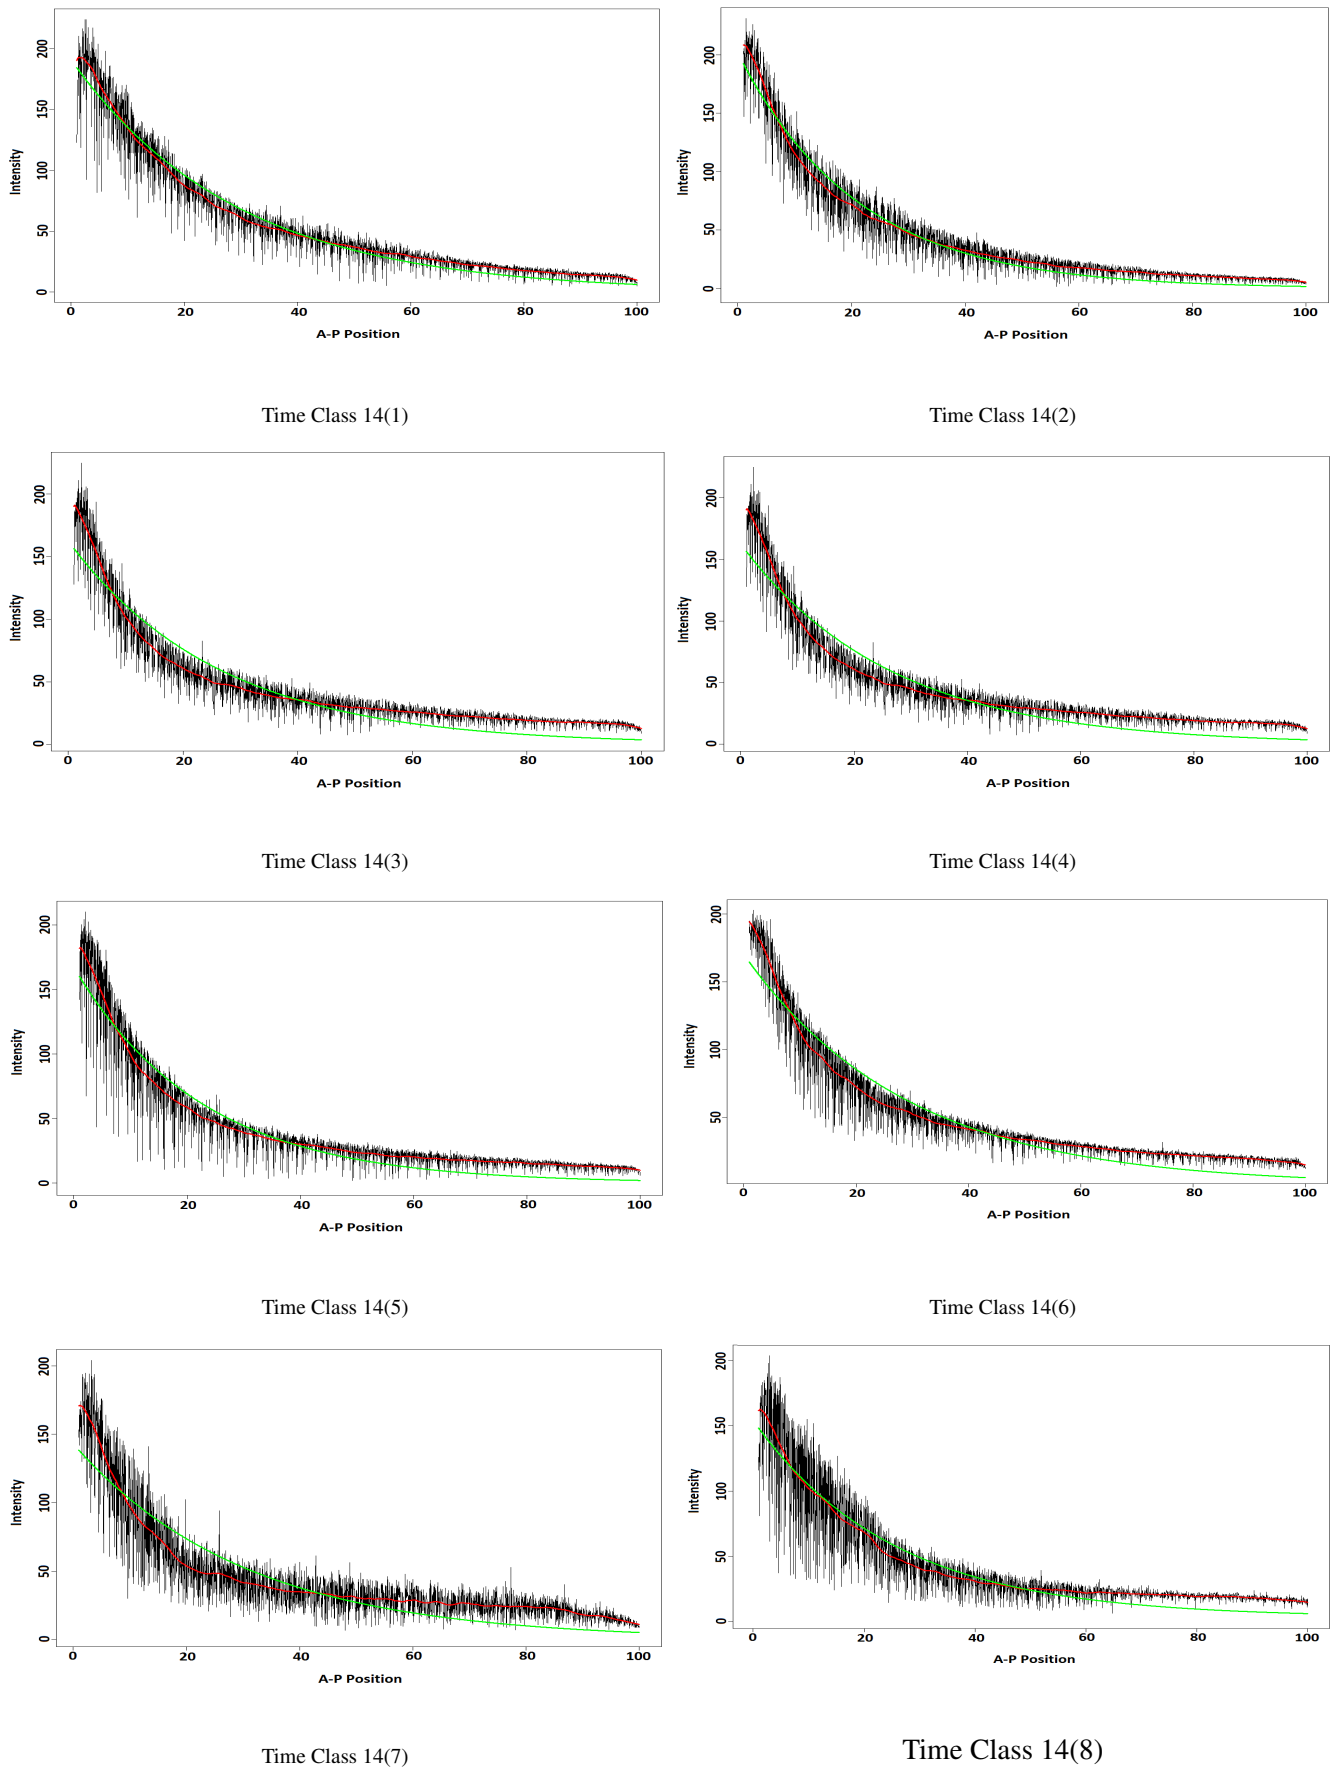 200
150
100
50
0
Intensity
0 20 40 60 80 100
A-P Position
Time Class 14(1)
200
150
100
50
0
Intensity
0 20 40 60 80 100
A-P Position
Time Class 14(2)
200
150
100
50
0
Intensity
0 20 40 60 80 100
A-P Position
Time Class 14(3)
200
150
100
50
0
Intensity
0 20 40 60 80 100
A-P Position
Time Class 14(4)
200
150
100
50
0
Intensity
0 20 40 60 80 100
A-P Position
Time Class 14(5)
200
150
100
50
Intensity
0 20 40 60 80 100
A-P Position
Time Class 14(6)
200
150
100
50
0
Intensity
0 20 40 60 80 100
A-P Position
Time Class 14(7)
200
150
100
50
0
Intensity
0 20 40 60 80 100
A-P Position
Time Class 14(8)